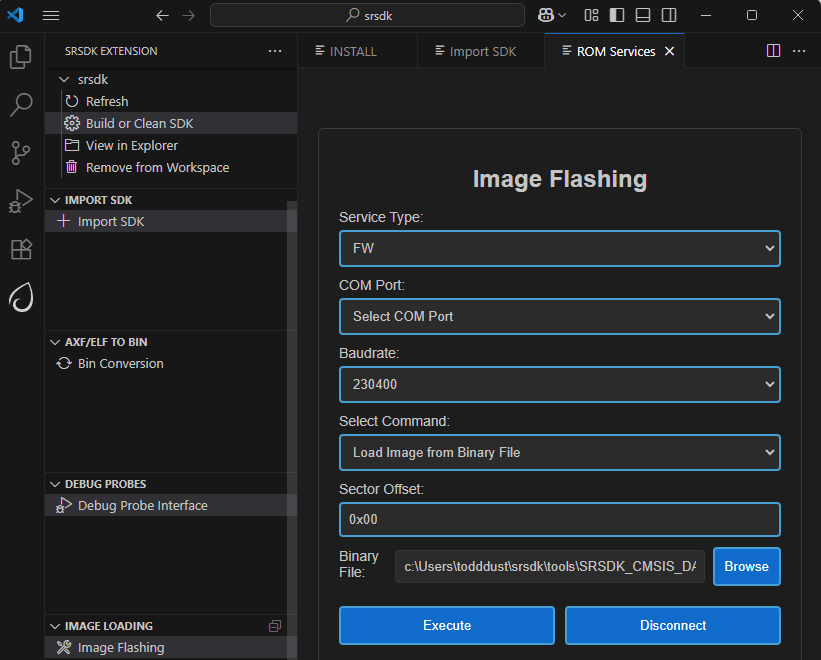 srsdk
SRSDK EXTENSION
srsdk
Refresh
Build or Clean SDK
View in Explorer
Remove from Workspace
IMPORT SDK
Import SDK
AXF/ELF TO BIN
Bin Conversion
DEBUG PROBES
Debug Probe Interface
IMAGE LOADING
Image Flashing
INSTALL
Import SDK
ROM Services
Image Flashing
Service Type:
FW
COM Port:
Select COM Port
Baudrate:
230400
Select Command:
Load Image from Binary File
Sector Offset:
0x00
Binary
File:
c:\Users\todddust\srsdk\tools\SRSDK_CMSIS_DA
Browse
Execute
Disconnect